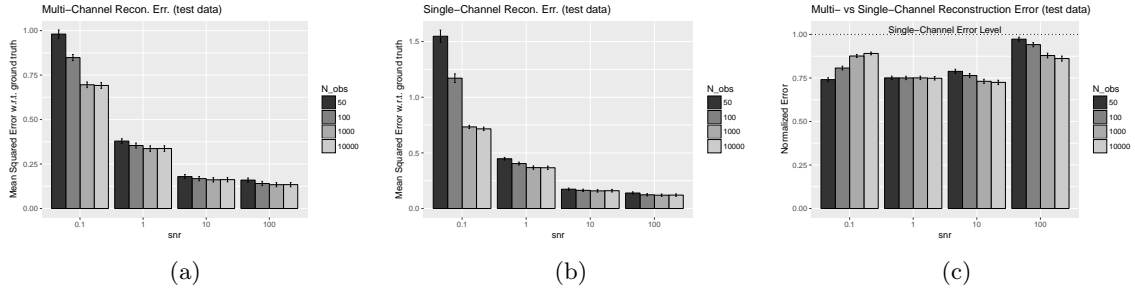 Multi−Channel Recon. Err. (test data)
Mean Squared Error w.r.t. ground truth
1.00
0.75
0.50
0.25
0.00
0.1 1 10 100
snr
N_obs
50
100
1000
10000
(a)
Single−Channel Recon. Err. (test data)
Mean Squared Error w.r.t. ground truth
1.5
1.0
0.5
0.0
0.1 1 10 100
snr
N_obs
50
100
1000
10000
(b)
Multi− vs Single−Channel Reconstruction Error (test data)
Single−Channel Error Level
Normalized Error
1.00
0.75
0.50
0.25
0.00
0.1 1 10 100
snr
N_obs
50
100
1000
10000
(c)